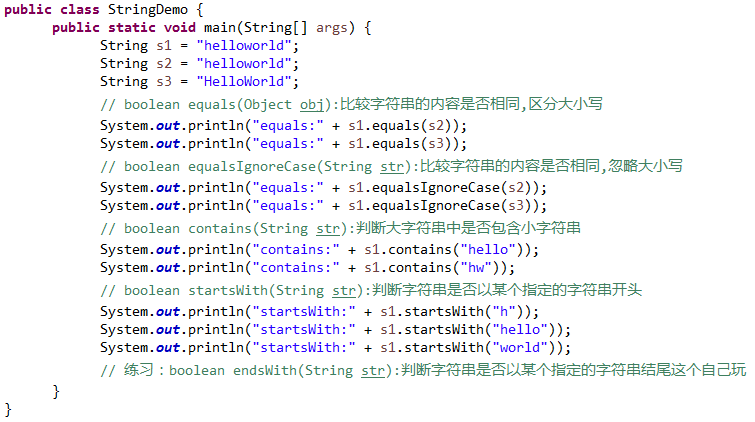 public class StringDemo {
public static void main(String[] args) {
String s1 = "helloworld";
String s2 = "helloworld";
String s3 = "HelloWorld";
// boolean equals(Object obj):比较字符串的内容是否相同,区分大小写
System.out.println("equals:" + s1.equals(s2));
System.out.println("equals:" + s1.equals(s3));
// boolean equalsIgnoreCase(String str):比较字符串的内容是否相同,忽略大小写
System.out.println("equals:" + s1.equalsIgnoreCase(s2));
System.out.println("equals:" + s1.equalsIgnoreCase(s3));
// boolean contains(String str):判断大字符串中是否包含小字符串
System.out.println("contains:" + s1.contains("hello"));
System.out.println("contains:" + s1.contains("hw"));
// boolean startsWith(String str):判断字符串是否以某个指定的字符串开头
System.out.println("startsWith:" + s1.startsWith("h"));
System.out.println("startsWith:" + s1.startsWith("hello"));
System.out.println("startsWith:" + s1.startsWith("world"));
// 练习：boolean endsWith(String str):判断字符串是否以某个指定的字符串结尾这个自己玩
}
}